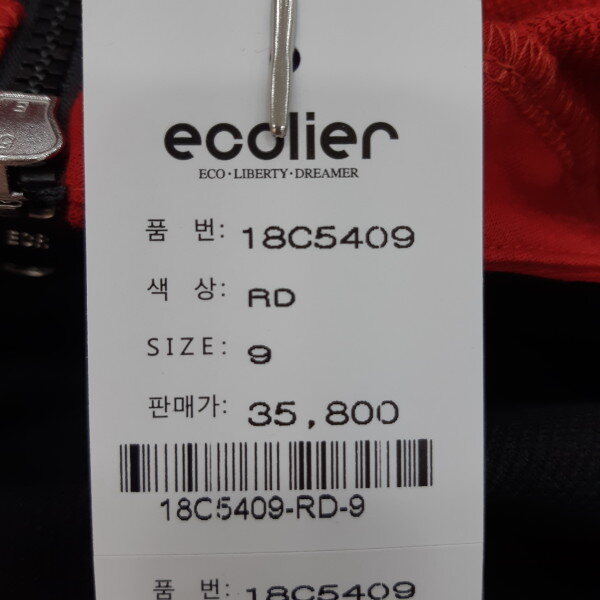 ecolier
ECO·LIBERTY·DREAMER
품 번: 18C5409
색 상: RD
SIZE: 9
판매가: 35,800
18C5409-RD-9
품 번: 18C5409